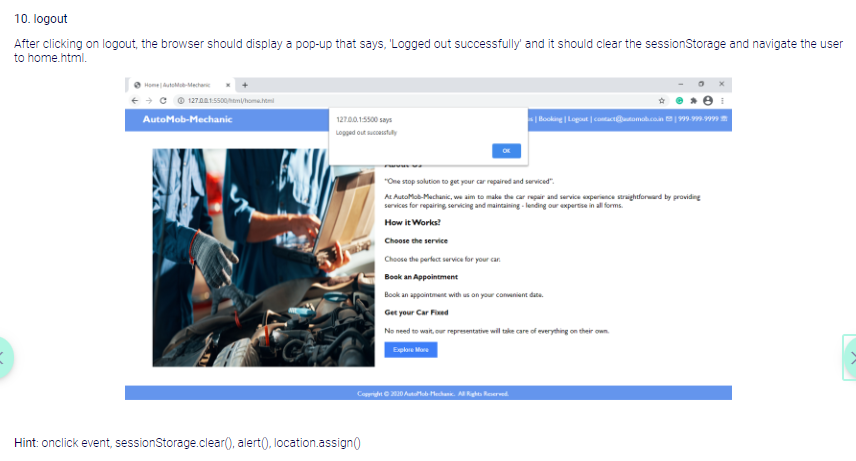 10. logout
After clicking on logout, the browser should display a pop-up that says, 'Logged out successfully' and it should clear the sessionStorage and navigate the user
to home.html.
Home | AutoMob-Mechanic
127.0.0.1:5500/html/home.html
AutoMob-Mechanic
127.0.0.1:5500 says
Logged out successfully
OK
| Booking | Logout | contact@automob.co.in | 999-999-9999
About Us
"One stop solution to get your car repaired and serviced".
At AutoMob-Mechanic, we aim to make the car repair and service experience straightforward by providing
services for repairing, servicing and maintaining - lending our expertise in all forms.
How it Works?
Choose the service
Choose the perfect service for your car.
Book an Appointment
Book an appointment with us on your convenient date.
Get your Car Fixed
No need to wait, our representative will take care of everything on their own.
Explore More
Copyright © 2020 AutoMob-Mechanic. All Rights Reserved.
Hint: onclick event, sessionStorage.clear(), alert(), location.assign()